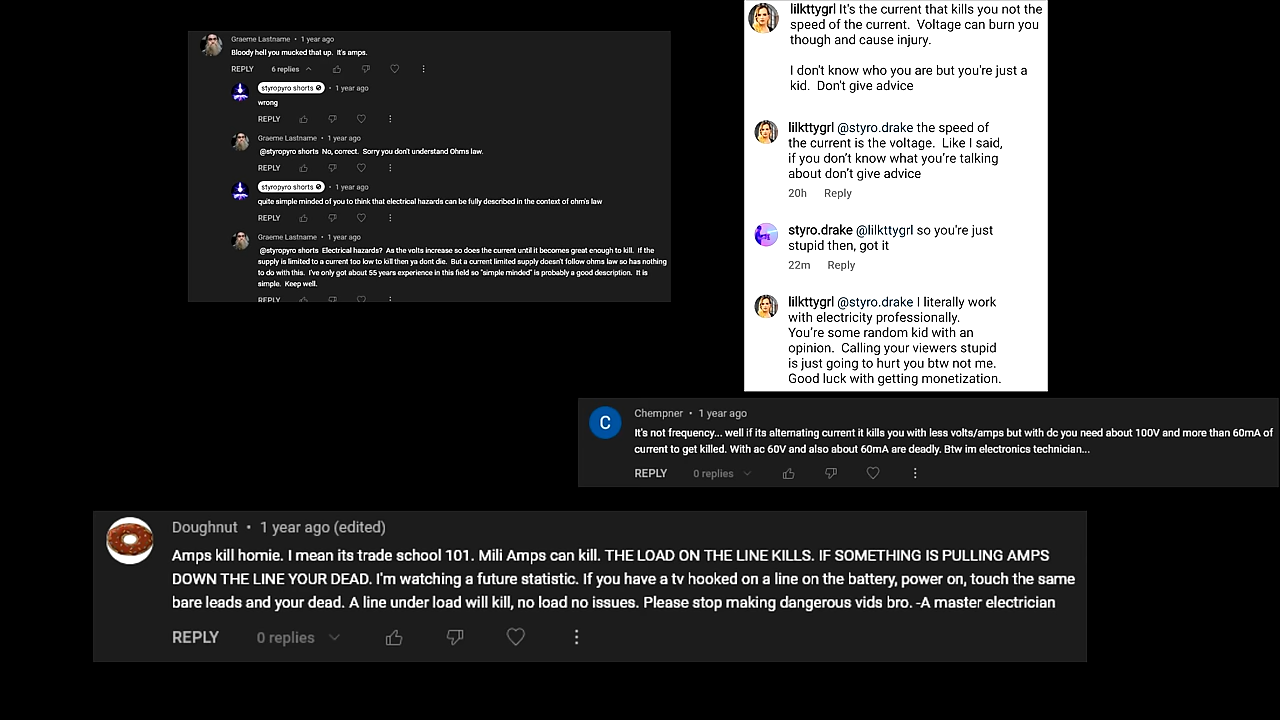 Graeme Lastname • 1 year ago
Bloody hell you mucked that up. It's amps.
REPLY 6 replies
styropyro shorts • 1 year ago
wrong
REPLY
Graeme Lastname • 1 year ago
@styropyro shorts No, correct. Sorry you don't understand Ohms law.
REPLY
styropyro shorts • 1 year ago
quite simple minded of you to think that electrical hazards can be fully described in the context of ohm's law
REPLY
Graeme Lastname • 1 year ago
@styropyro shorts Electrical hazards? As the volts increase so does the current until it becomes great enough to kill. If the
supply is limited to a current too low to kill then ya dont die. But a current limited supply doesn't follow ohms law so has nothing
to do with this. I've only got about 55 years experience in this field so "simple minded" is probably a good description. It is
simple. Keep well.
REPLY
lilkttygrl It's the current that kills you not the
speed of the current. Voltage can burn you
though and cause injury.
I don't know who you are but you're just a
kid. Don't give advice
lilkttygrl @styro.drake the speed of
the current is the voltage. Like I said,
if you don't know what you're talking
about don't give advice
20h Reply
styro.drake @lilkttygrl so you're just
stupid then, got it
22m Reply
lilkttygrl @styro.drake I literally work
with electricity professionally.
You're some random kid with an
opinion. Calling your viewers stupid
is just going to hurt you btw not me.
Good luck with getting monetization.
C
Chempner • 1 year ago
It's not frequency... well if its alternating current it kills you with less volts/amps but with dc you need about 100V and more than 60mA of
current to get killed. With ac 60V and also about 60mA are deadly. Btw im electronics technician...
REPLY 0 replies
Doughnut • 1 year ago (edited)
Amps kill homie. I mean its trade school 101. Mili Amps can kill. THE LOAD ON THE LINE KILLS. IF SOMETHING IS PULLING AMPS
DOWN THE LINE YOUR DEAD. I'm watching a future statistic. If you have a tv hooked on a line on the battery, power on, touch the same
bare leads and your dead. A line under load will kill, no load no issues. Please stop making dangerous vids bro. -A master electrician
REPLY 0 replies